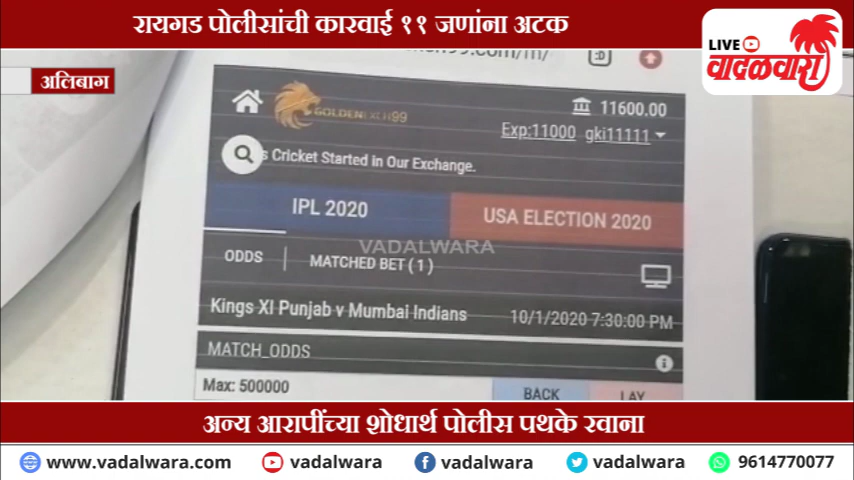 रायगड पोलीसांची कारवाई ११ जणांना अटक
LIVE
वादळवारा
अलिबाग
GOLDENEXCH99
11600.00
Exp:11000 gki11111
s Cricket Started in Our Exchange.
IPL 2020
USA ELECTION 2020
VADALWARA
ODDS
MATCHED BET (1)
Kings XI Punjab v Mumbai Indians
10/1/2020 7:30:00 PM
MATCH_ODDS
Max: 500000
BACK
LAY
अन्य आरापींच्या शोधार्थ पोलीस पथके रवाना
www.vadalwara.com
vadalwara
vadalwara
vadalwara
9614770077